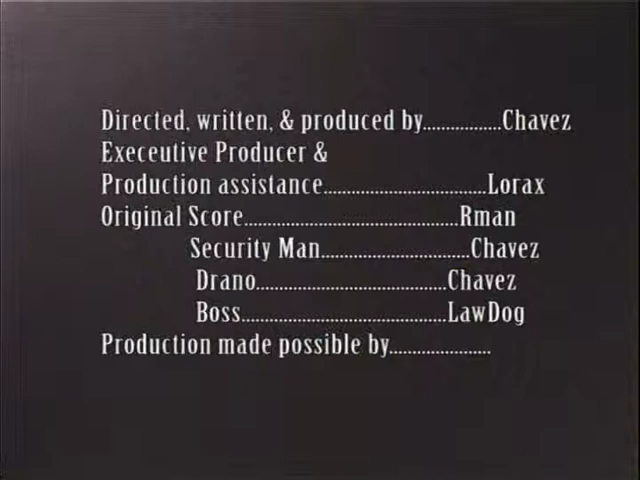 Directed, written, & produced by.................Chavez
Execeutive Producer &
Production assistance...................................Lorax
Original Score..............................................Rman
Security Man................................Chavez
Drano.........................................Chavez
Boss............................................LawDog
Production made possible by......................